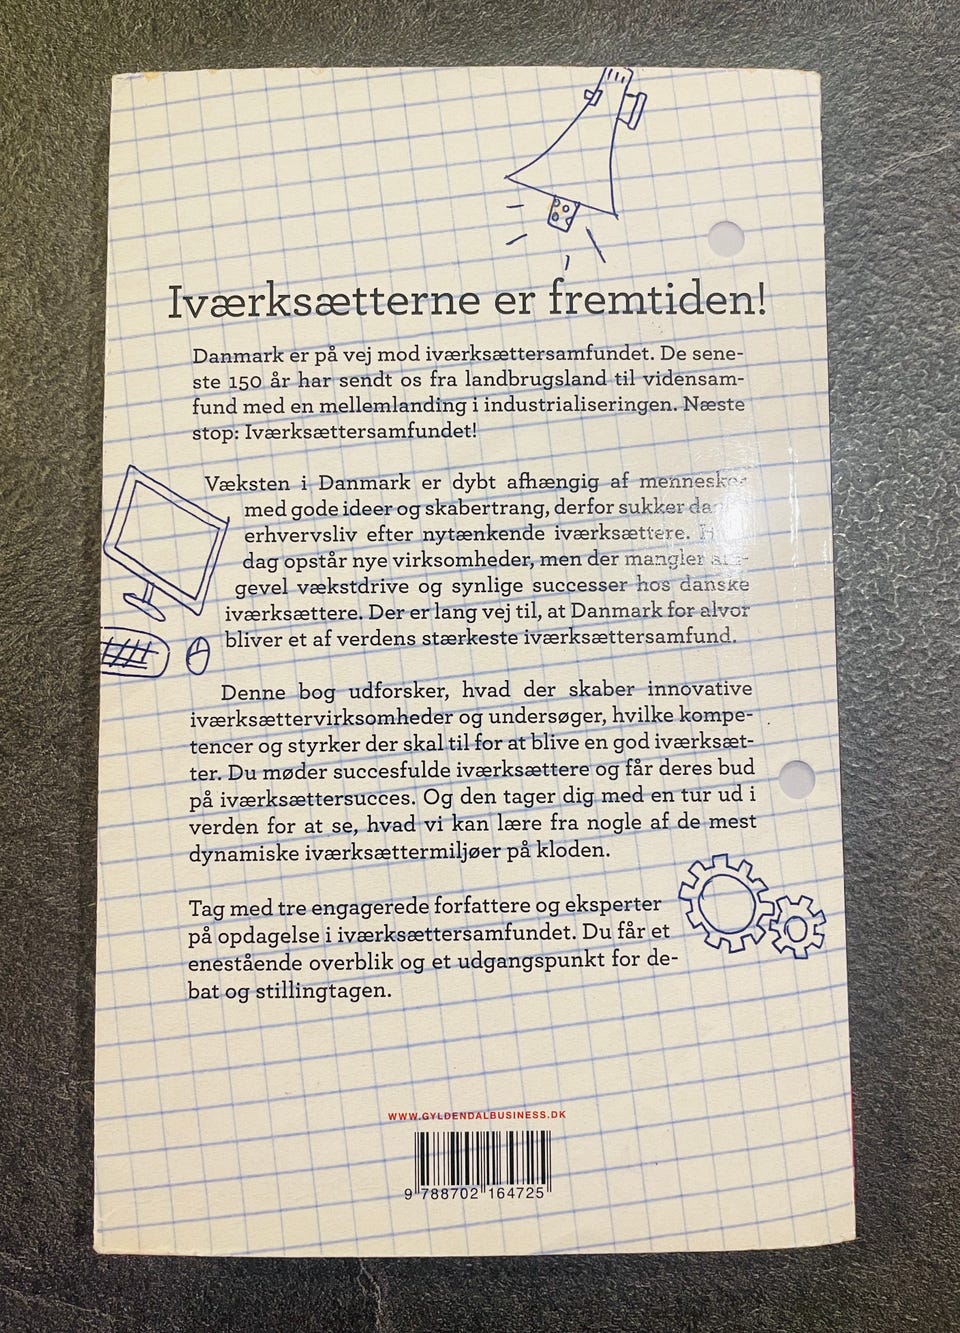 Iværksætterne er fremtiden!
Danmark er på vej mod iværksættersamfundet. De sene-
ste 150 år har sendt os fra landbrugsland til vidensam-
fund med en mellemlanding i industrialiseringen. Næste
stop: Iværksættersamfundet!
Væksten i Danmark er dybt afhængig af mennesker
med gode ideer og skabertrang, derfor sukker
erhvervsliv efter nytænkende iværksættere.
dag opstår nye virksomheder, men der mangler
gevel vækstdrive og synlige successer hos danske
iværksættere. Der er lang vej til, at Danmark for alvor
bliver et af verdens stærkeste iværksættersamfund.
Denne bog udforsker, hvad der skaber innovative
iværksættervirksomheder og undersøger, hvilke kompe-
tencer og styrker der skal til for at blive en god iværksæt-
ter. Du møder succesfulde iværksættere og får deres bud
på iværksættersucces. Og den tager dig med en tur ud i
verden for at se, hvad vi kan lære fra nogle af de mest
dynamiske iværksættermiljøer på kloden.
Tag med tre engagerede forfattere og eksperter
på opdagelse i iværksættersamfundet. Du får et
enestående overblik og et udgangspunkt for de-
bat og stillingtagen.
WWW.GYLDENDALBUSINESS.DK
9 788702 164725